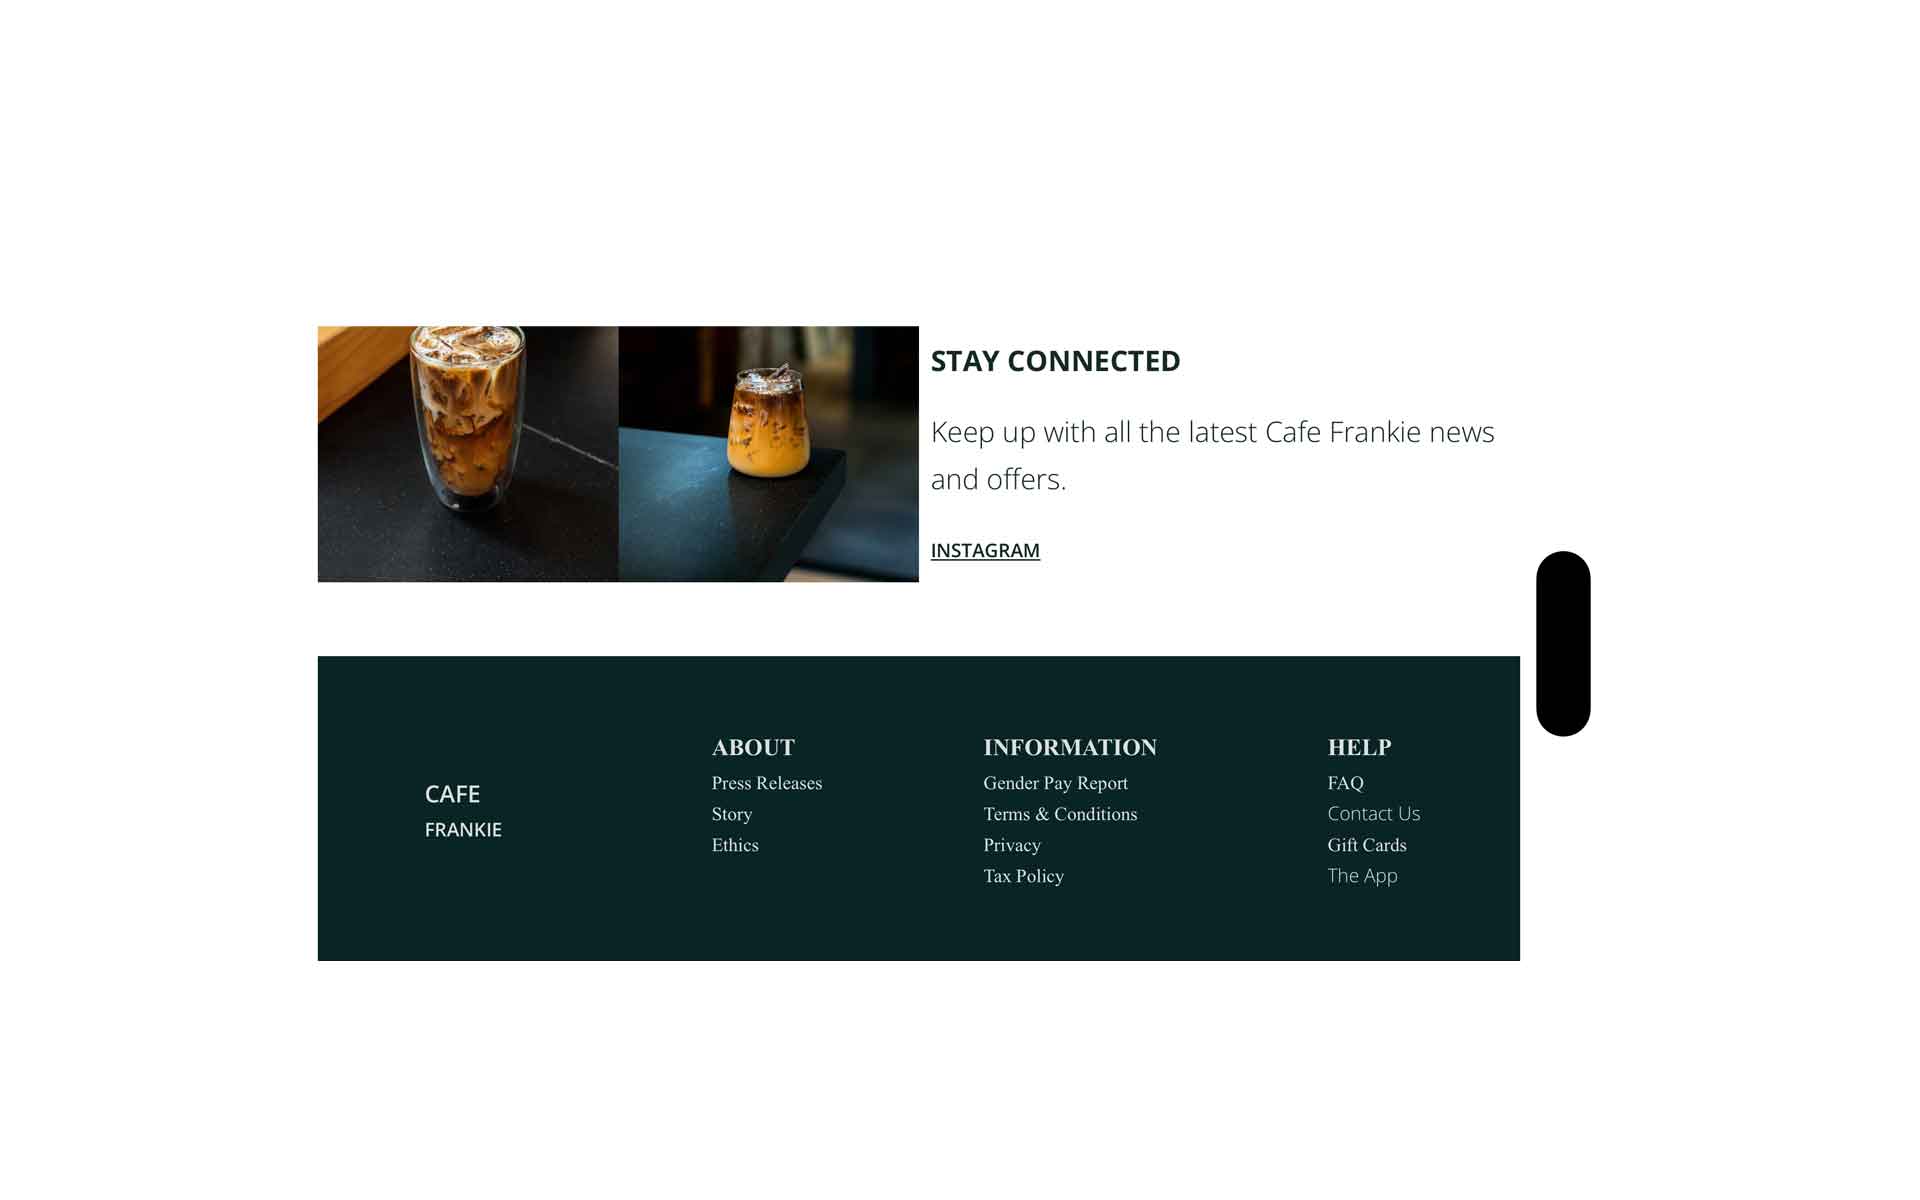 STAY CONNECTED
Keep up with all the latest Cafe Frankie news
and offers.
INSTAGRAM
CAFE
FRANKIE
ABOUT
Press Releases
Story
Ethics
INFORMATION
Gender Pay Report
Terms & Conditions
Privacy
Tax Policy
HELP
FAQ
Contact Us
Gift Cards
The App